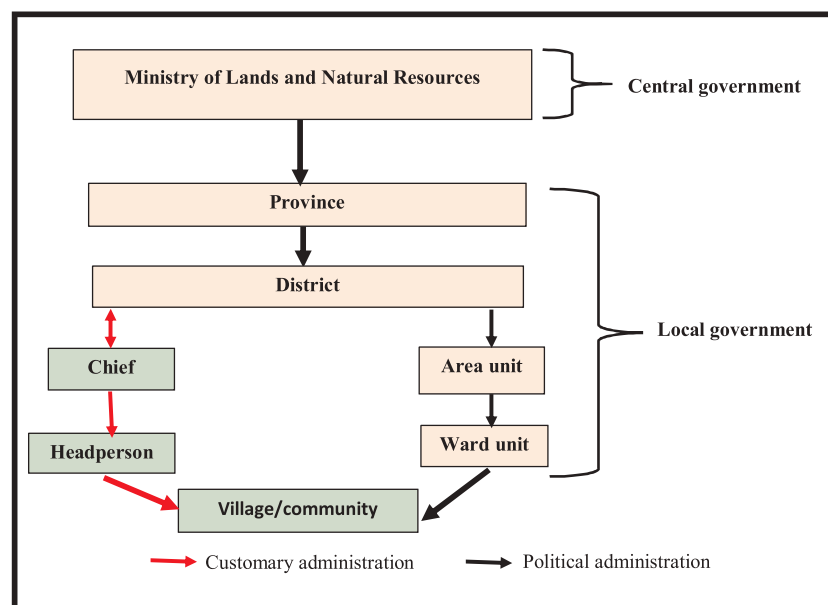 Ministry of Lands and Natural Resources
Central government
Province
District
Local government
Chief
Area unit
Headperson
Ward unit
Village/community
Customary administration
Political administration